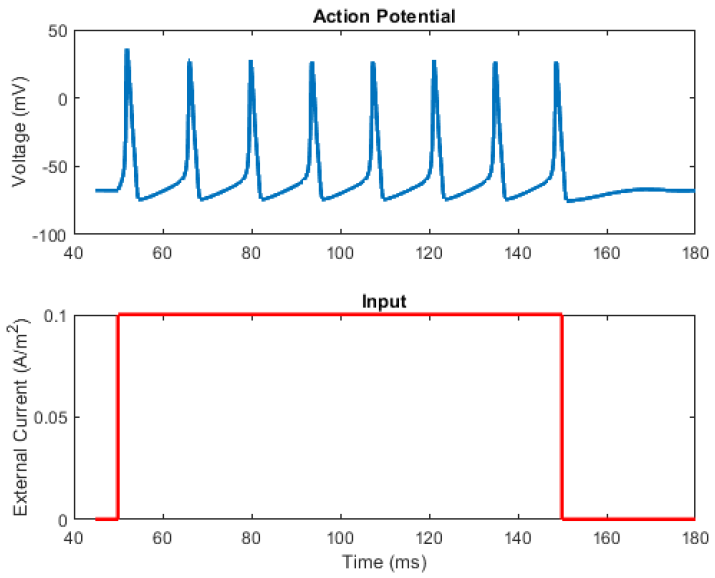 Action Potential
Voltage (mV)
50
0
-50
-100
40 60 80 100 120 140 160 180
Input
External Current (A/m²)
0.1
0.05
0
40 60 80 100 120 140 160 180
Time (ms)